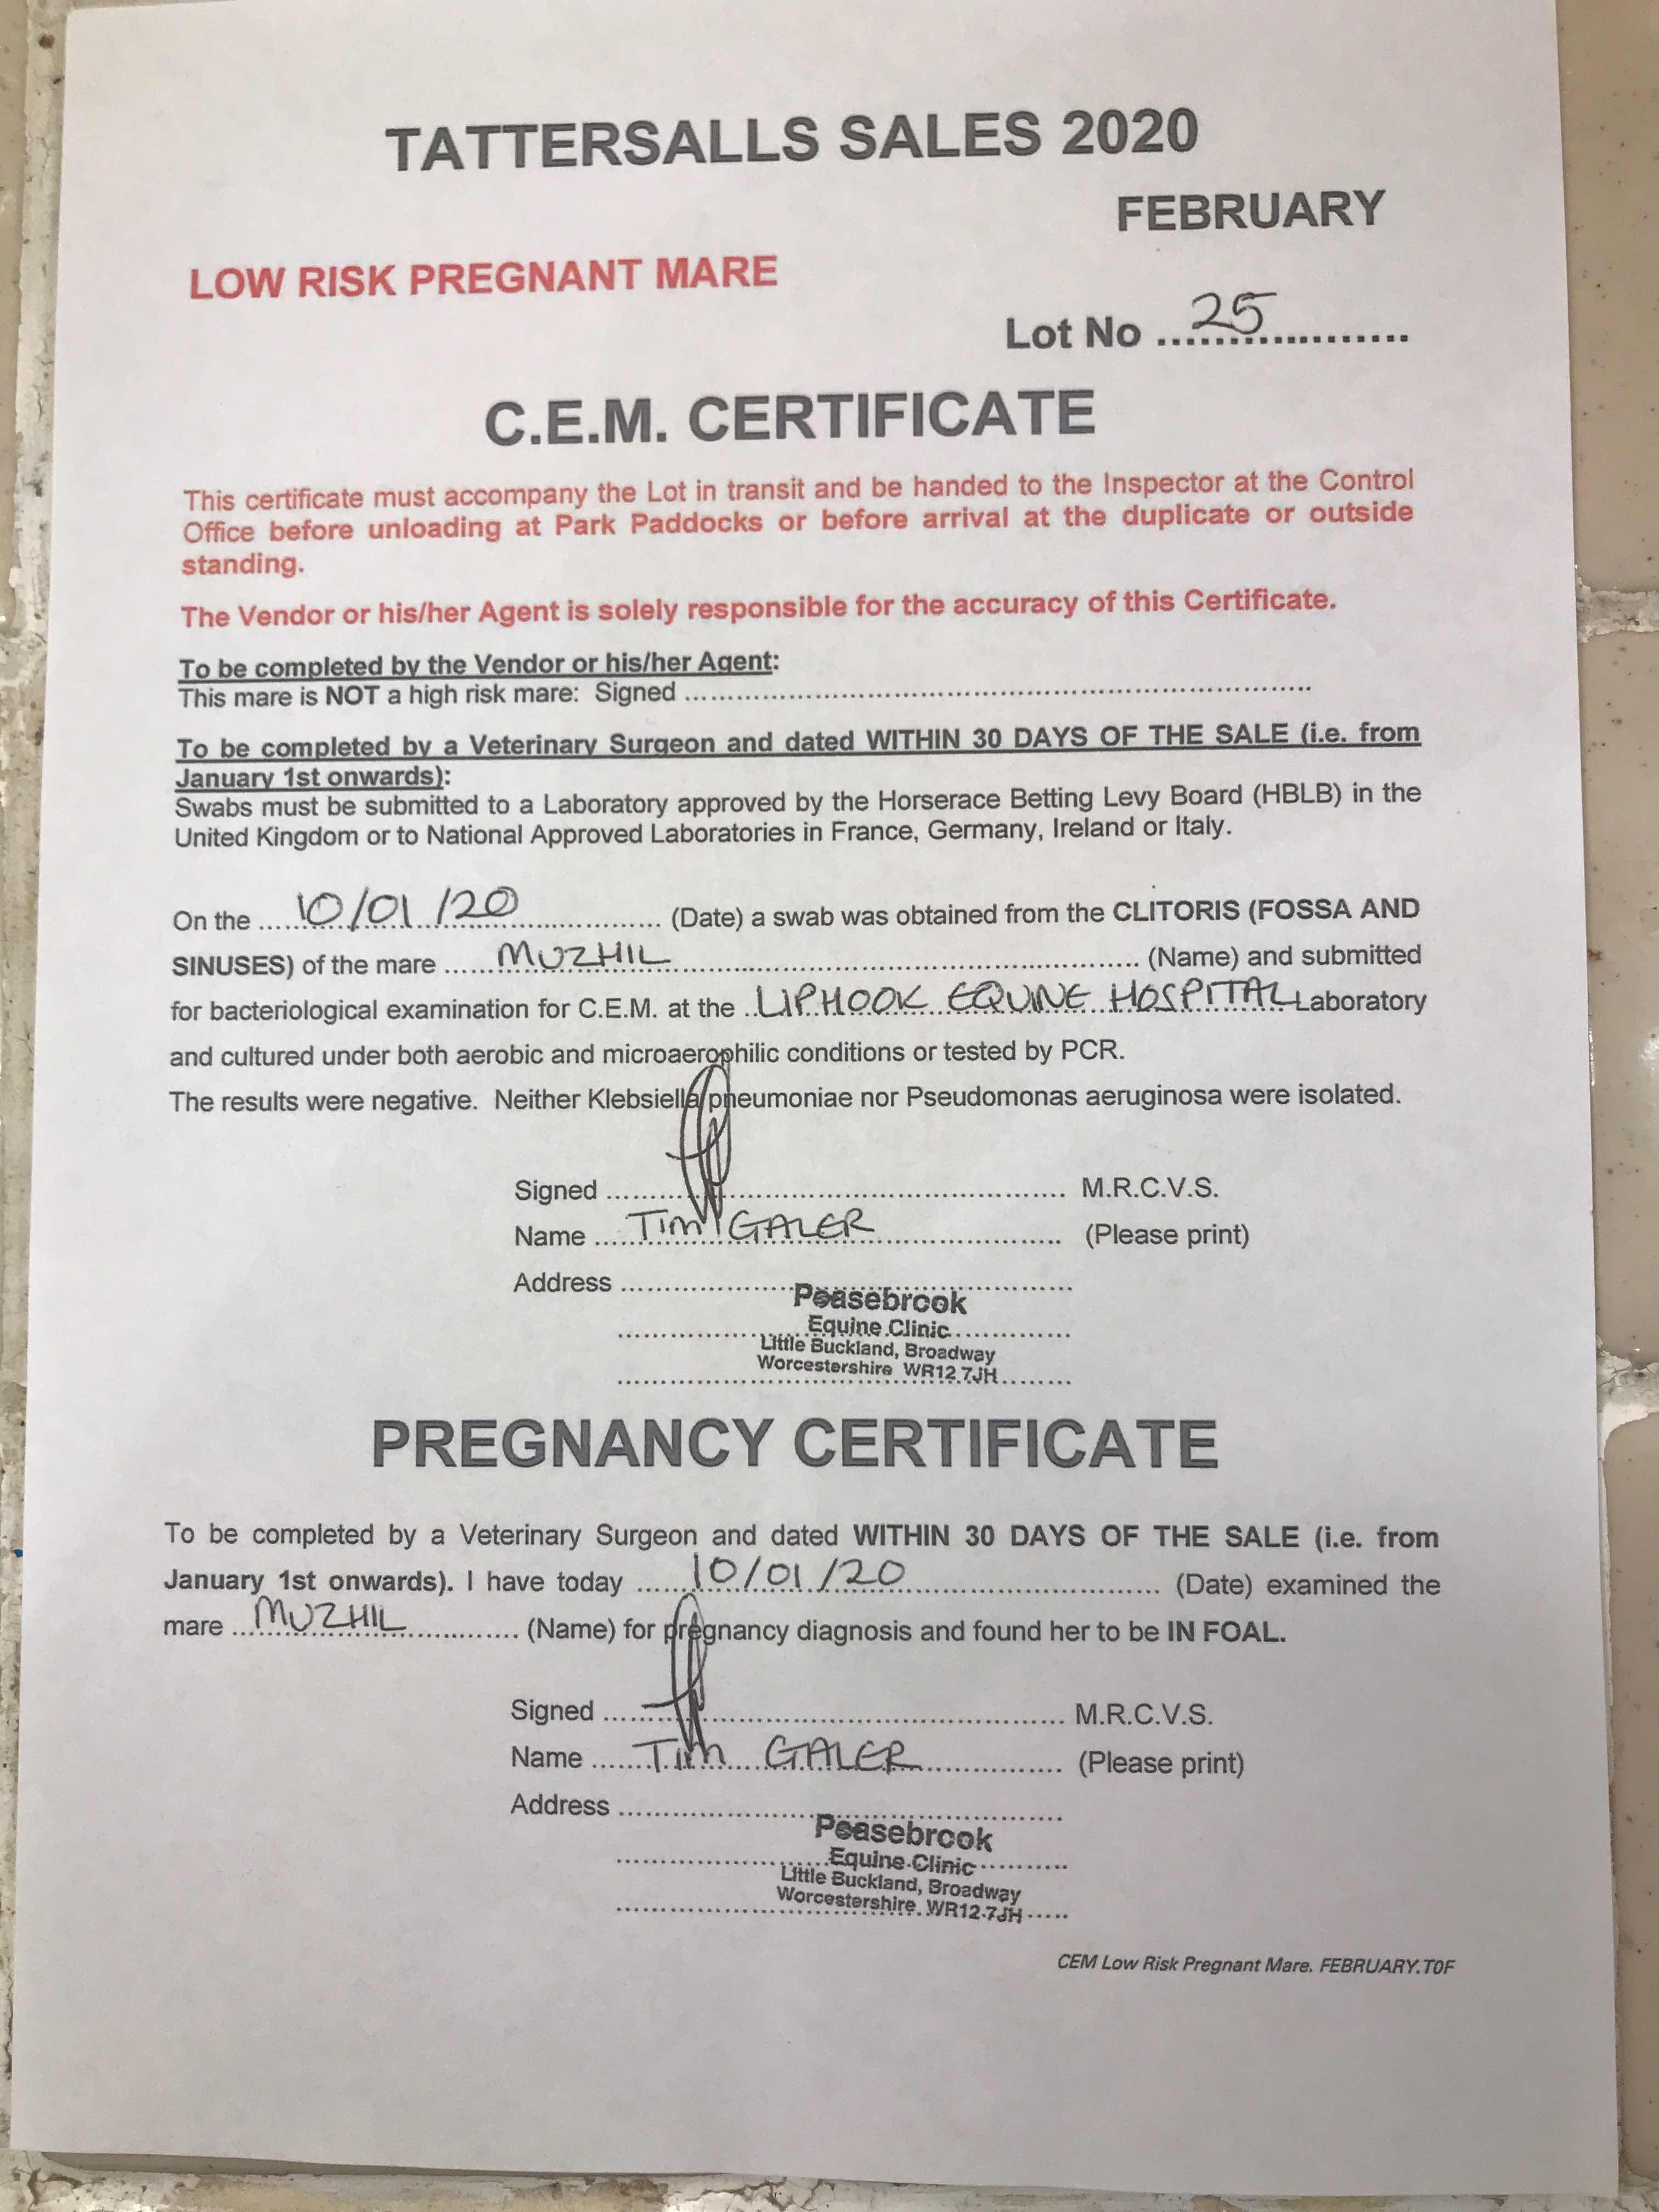 TATTERSALLS SALES 2020
FEBRUARY
LOW RISK PREGNANT MARE
Lot No ...25...................
C.E.M. CERTIFICATE
This certificate must accompany the Lot in transit and be handed to the Inspector at the Control
Office before unloading at Park Paddocks or before arrival at the duplicate or outside
standing.
The Vendor or his/her Agent is solely responsible for the accuracy of this Certificate.
To be completed by the Vendor or his/her Agent:
This mare is NOT a high risk mare: Signed ....................................................................................
To be completed by a Veterinary Surgeon and dated WITHIN 30 DAYS OF THE SALE (i.e. from
January 1st onwards):
Swabs must be submitted to a Laboratory approved by the Horserace Betting Levy Board (HBLB) in the
United Kingdom or to National Approved Laboratories in France, Germany, Ireland or Italy.
On the .....10/01/20.................... (Date) a swab was obtained from the CLITORIS (FOSSA AND
SINUSES) of the mare ......MUZHIL.................................................. (Name) and submitted
for bacteriological examination for C.E.M. at the ..LIPHOOK EQUINE HOSPITAL Laboratory
and cultured under both aerobic and microaerophilic conditions or tested by PCR.
The results were negative. Neither Klebsiella pneumoniae nor Pseudomonas aeruginosa were isolated.
Signed ............................................................ M.R.C.V.S.
Name ....TIM GALER........................ (Please print)
Address ............................................................
Peasebrook
Equine Clinic
Little Buckland, Broadway
Worcestershire WR12 7JH
PREGNANCY CERTIFICATE
To be completed by a Veterinary Surgeon and dated WITHIN 30 DAYS OF THE SALE (i.e. from
January 1st onwards). I have today ......10/01/20.................................. (Date) examined the
mare ...MUZHIL............... (Name) for pregnancy diagnosis and found her to be IN FOAL.
Signed ............................................................ M.R.C.V.S.
Name ......TIM GALER.................. (Please print)
Address ............................................................
Peasebrook
Equine Clinic
Little Buckland, Broadway
Worcestershire WR12 7JH
CEM Low Risk Pregnant Mare. FEBRUARY.T0F